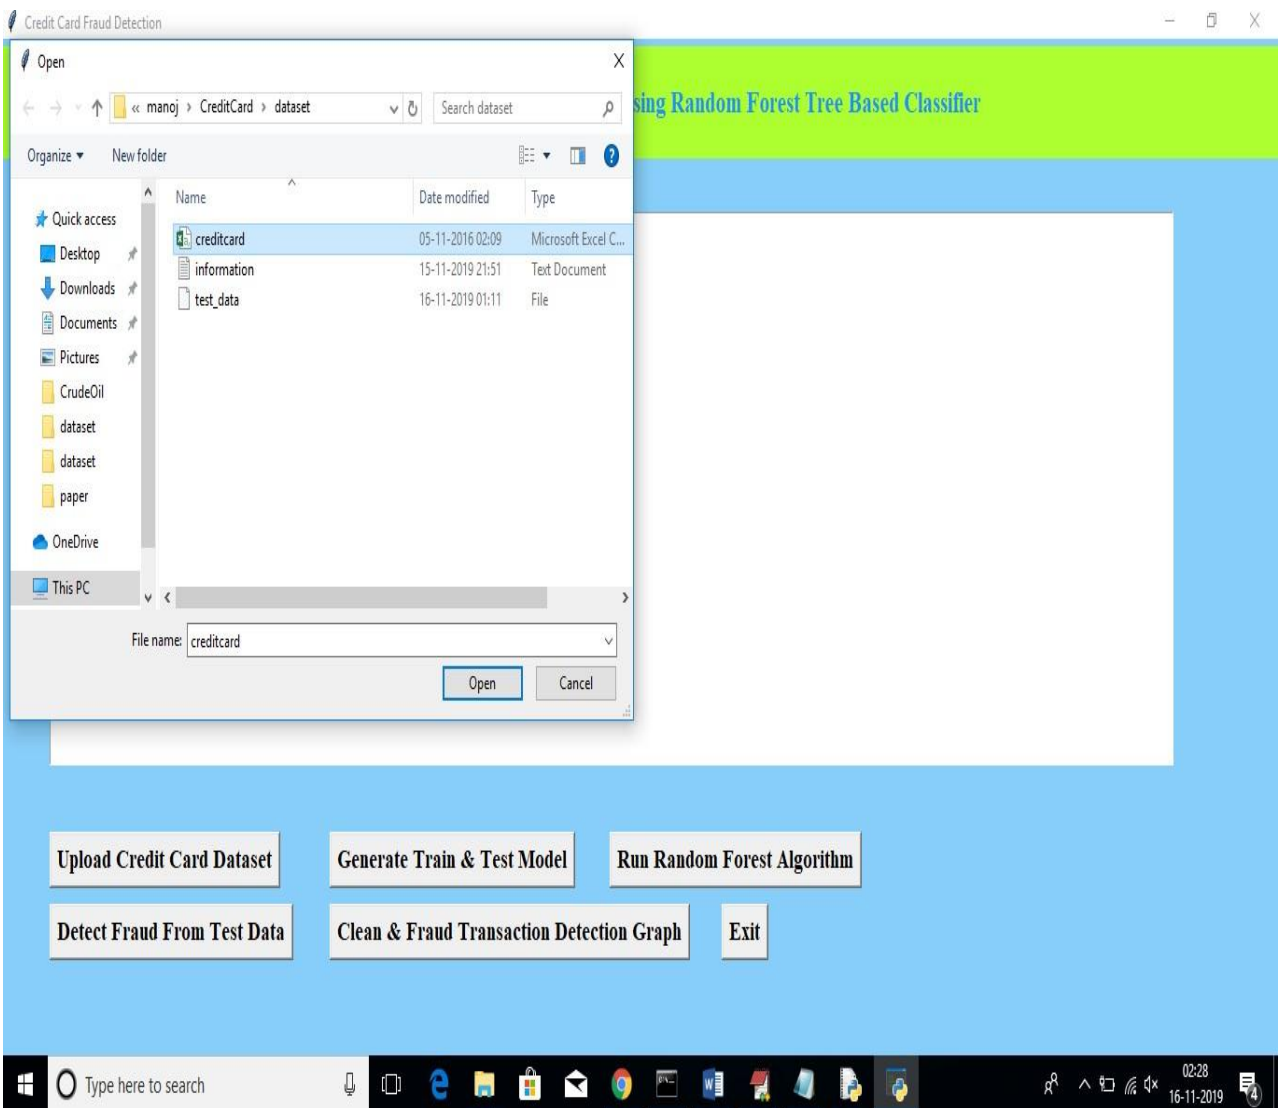 Credit Card Fraud Detection
Open
sing Random Forest Tree Based Classifier
« manoj › CreditCard › dataset
Search dataset
Organize
New folder
Name
Date modified
Type
Quick access
Desktop
Downloads
Documents
Pictures
CrudeOil
dataset
dataset
paper
OneDrive
This PC
creditcard 05-11-2016 02:09 Microsoft Excel C...
information 15-11-2019 21:51 Text Document
test_data 16-11-2019 01:11 File
File name: creditcard
Open
Cancel
Upload Credit Card Dataset
Generate Train & Test Model
Run Random Forest Algorithm
Detect Fraud From Test Data
Clean & Fraud Transaction Detection Graph
Exit
Type here to search
02:28
16-11-2019
4